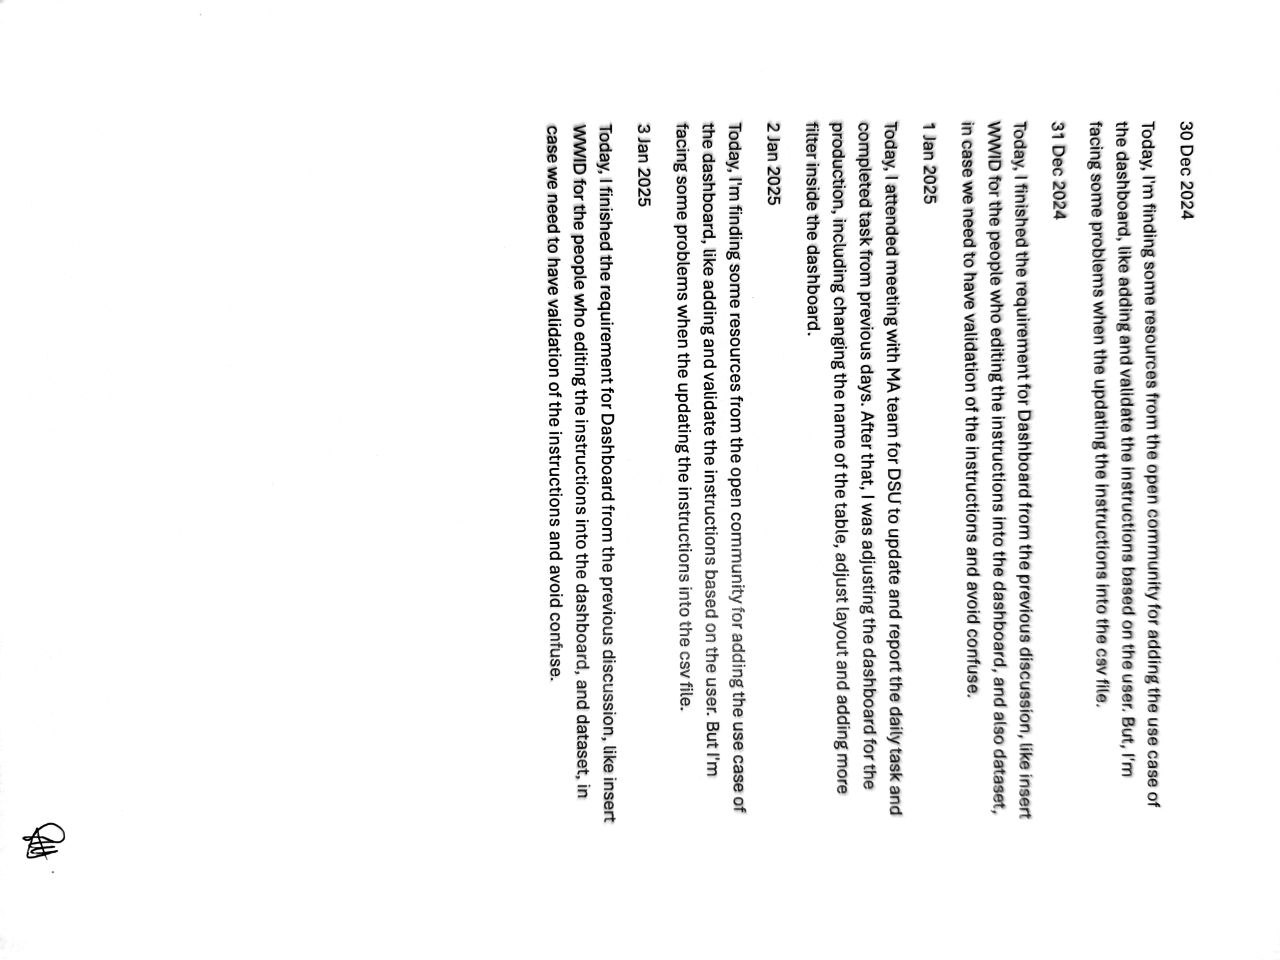 30 Dec 2024
Today, I'm finding some resources from the open community for adding the use case of
the dashboard, like adding and validate the instructions based on the user. But, I'm
facing some problems when the updating the instructions into the csv file.
31 Dec 2024
Today, I finished the requirement for Dashboard from the previous discussion, like insert
WWID for the people who editing the instructions into the dashboard, and also dataset,
in case we need to have validation of the instructions and avoid confuse.
1 Jan 2025
Today, I attended meeting with MA team for DSU to update and report the daily task and
completed task from previous days. After that, I was adjusting the dashboard for the
production, including changing the name of the table, adjust layout and adding more
filter inside the dashboard.
2 Jan 2025
Today, I'm finding some resources from the open community for adding the use case of
the dashboard, like adding and validate the instructions based on the user. But I'm
facing some problems when the updating the instructions into the csv file.
3 Jan 2025
Today, I finished the requirement for Dashboard from the previous discussion, like insert
WWID for the people who editing the instructions into the dashboard, and dataset, in
case we need to have validation of the instructions and avoid confuse.